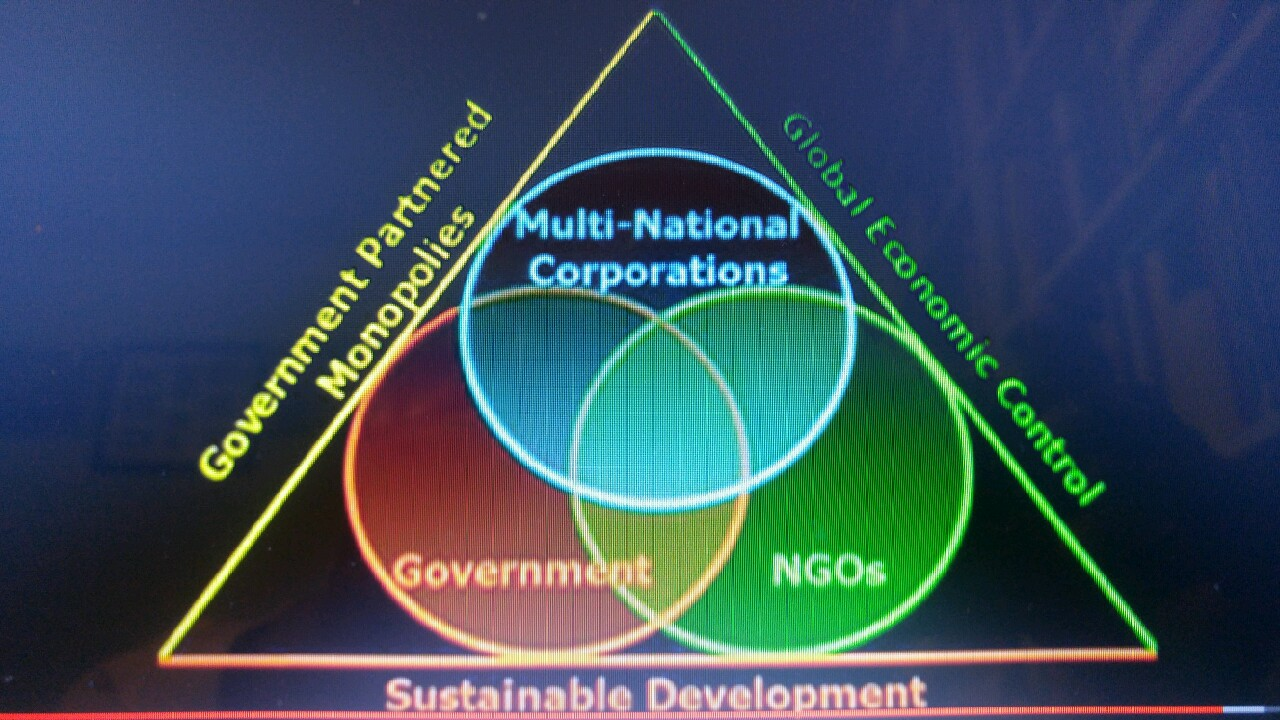 Government Partnered
Monopolies
Global Economic Control
Multi-National
Corporations
Government
NGOs
Sustainable Development